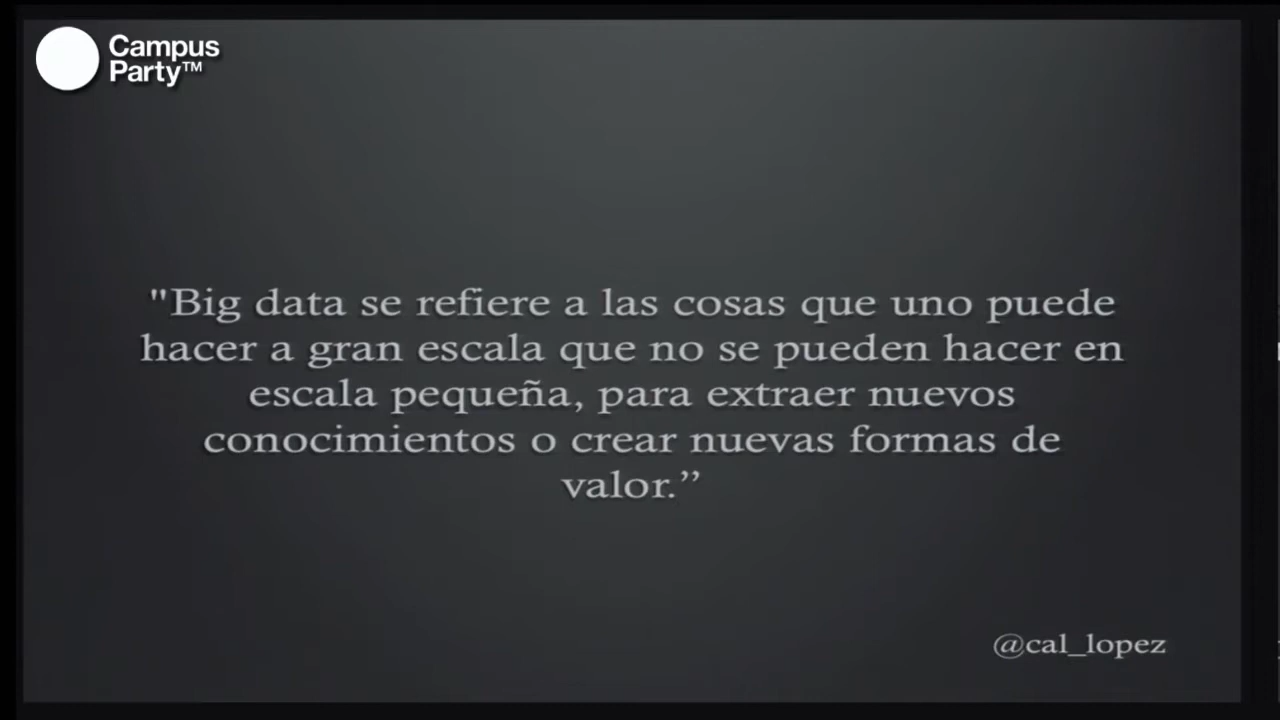 Campus
Party™
"Big data se refiere a las cosas que uno puede
hacer a gran escala que no se pueden hacer en
escala pequeña, para extraer nuevos
conocimientos o crear nuevas formas de
valor.”
@cal_lopez